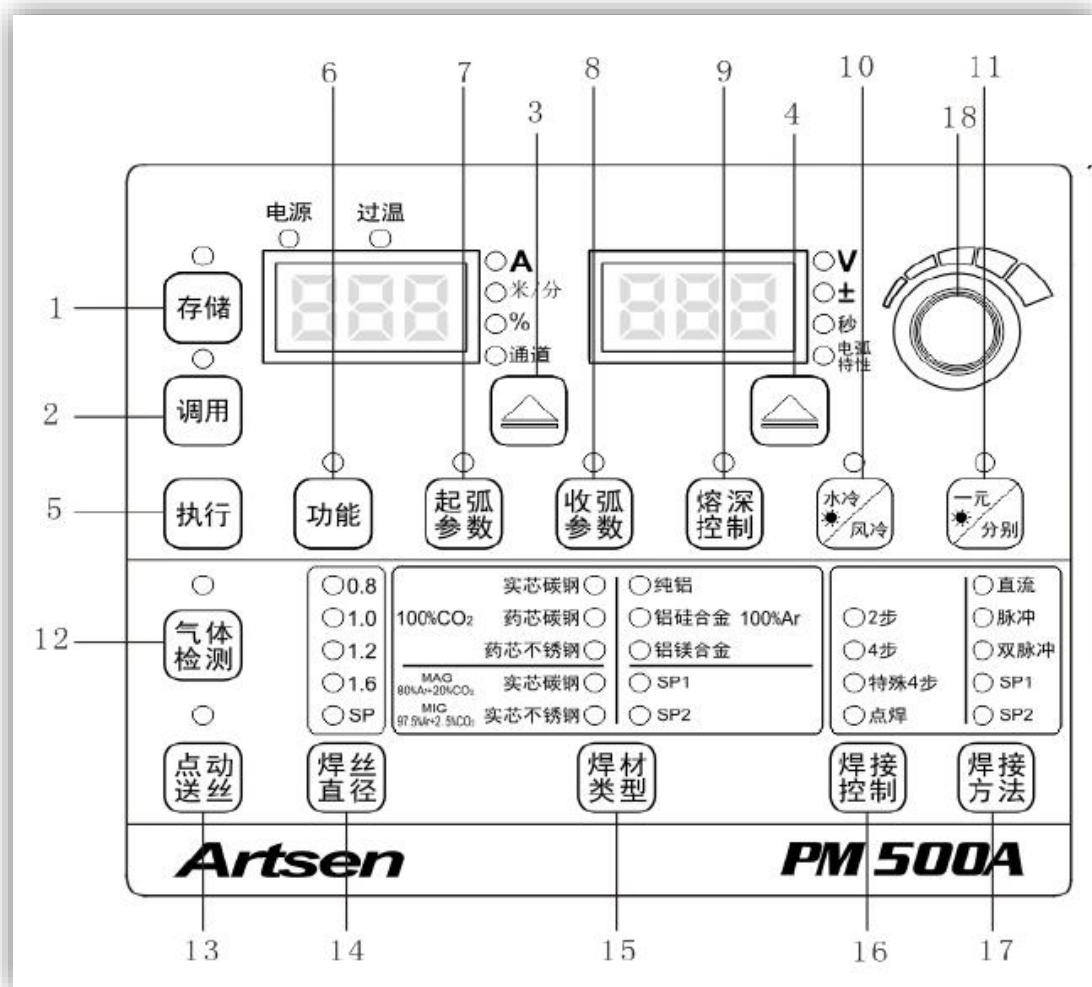 6
7
8
9
10
11
3
4
18
电源 过温
A
米/分
%
通道
V
±
秒
电弧
特性
1
存储
2
调用
5
执行
功能
起弧
参数
收弧
参数
熔深
控制
水冷
风冷
一元
分别
12
气体
检测
0.8
1.0
1.2
1.6
SP
实芯碳钢
100%CO₂ 药芯碳钢
药芯不锈钢
MAG
80%Ar+20%CO₂ 实芯碳钢
MIG
97.5%Ar+2.5%CO₂ 实芯不锈钢
纯铝
铝硅合金 100%Ar
铝镁合金
SP1
SP2
2步
4步
特殊4步
点焊
直流
脉冲
双脉冲
SP1
SP2
点动
送丝
焊丝
直径
焊材
类型
焊接
控制
焊接
方法
Artsen PM 500A
13
14
15
16
17